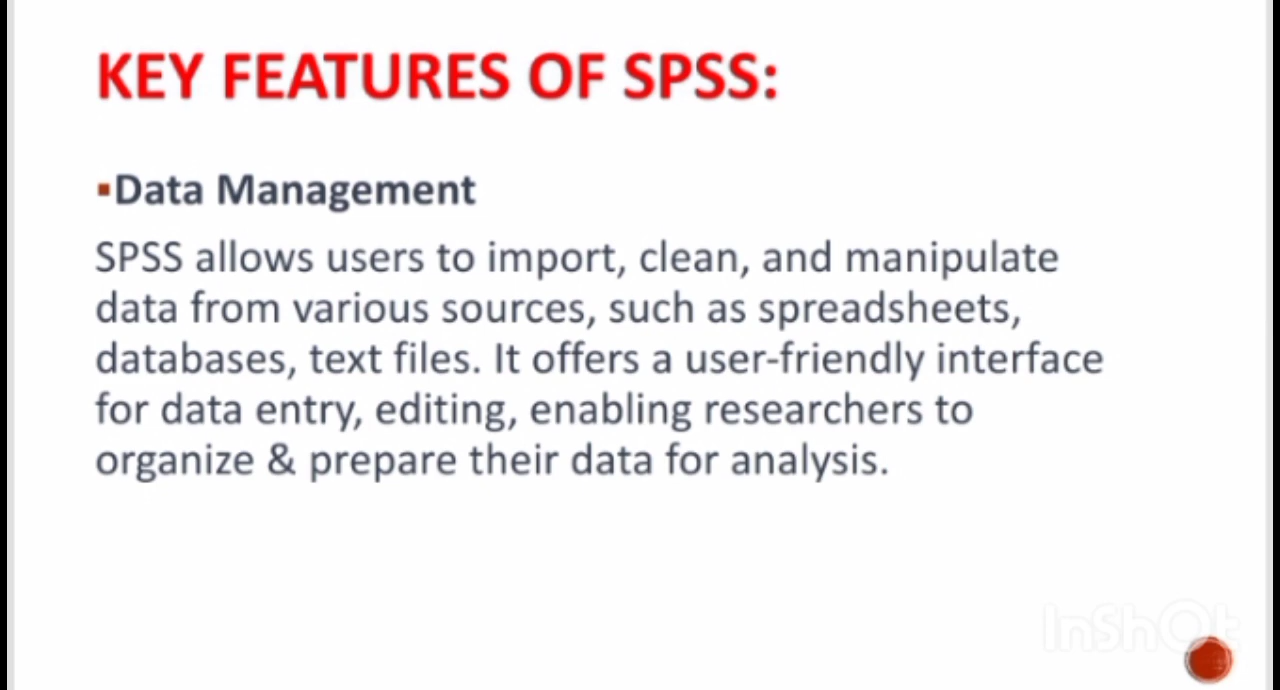 KEY FEATURES OF SPSS:
▪Data Management
SPSS allows users to import, clean, and manipulate
data from various sources, such as spreadsheets,
databases, text files. It offers a user-friendly interface
for data entry, editing, enabling researchers to
organize & prepare their data for analysis.
InShOt